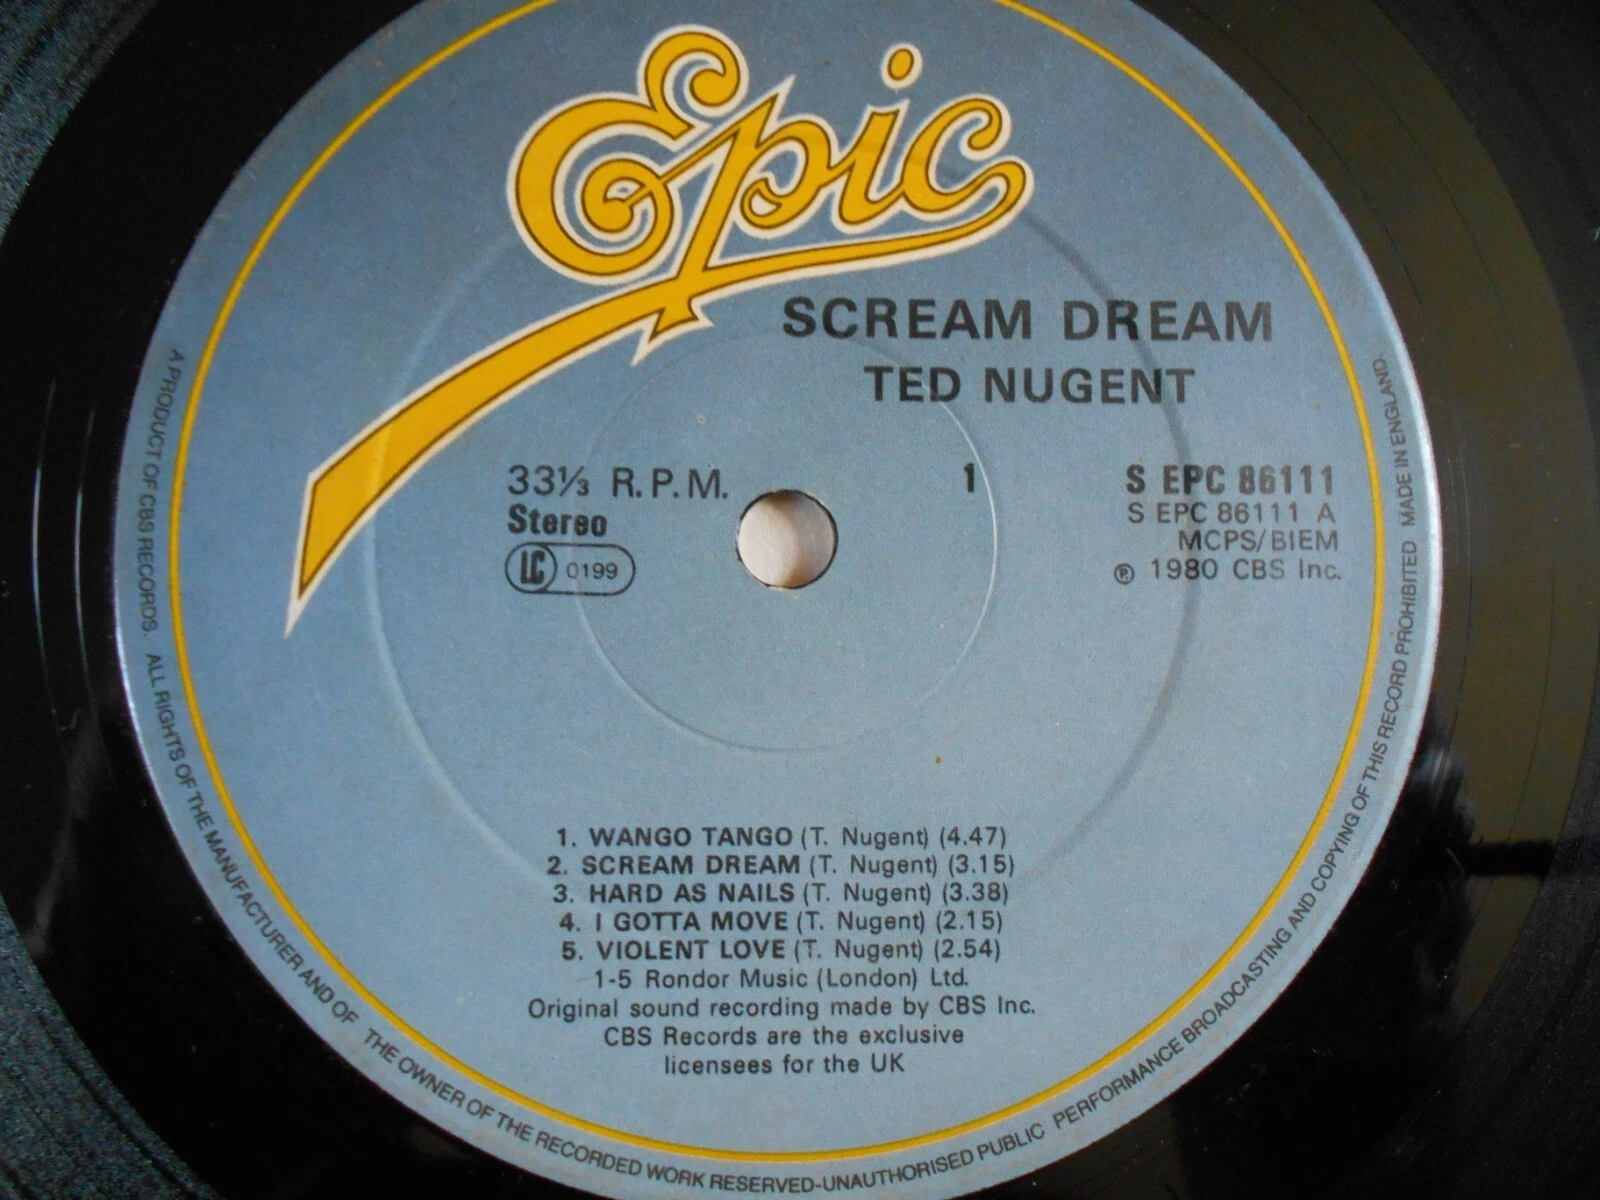 Epic
SCREAM DREAM
TED NUGENT
33⅓ R.P.M.
Stereo
LC 0199
1
S EPC 86111
S EPC 86111 A
MCPS/BIEM
℗ 1980 CBS Inc.
1. WANGO TANGO (T. Nugent) (4.47)
2. SCREAM DREAM (T. Nugent) (3.15)
3. HARD AS NAILS (T. Nugent) (3.38)
4. I GOTTA MOVE (T. Nugent) (2.15)
5. VIOLENT LOVE (T. Nugent) (2.54)
1-5 Rondor Music (London) Ltd.
Original sound recording made by CBS Inc.
CBS Records are the exclusive
licensees for the UK
A PRODUCT OF CBS RECORDS. ALL RIGHTS OF THE MANUFACTURER AND OF THE OWNER OF THE RECORDED WORK RESERVED-UNAUTHORISED PUBLIC PERFORMANCE BROADCASTING AND COPYING OF THIS RECORD PROHIBITED MADE IN ENGLAND.